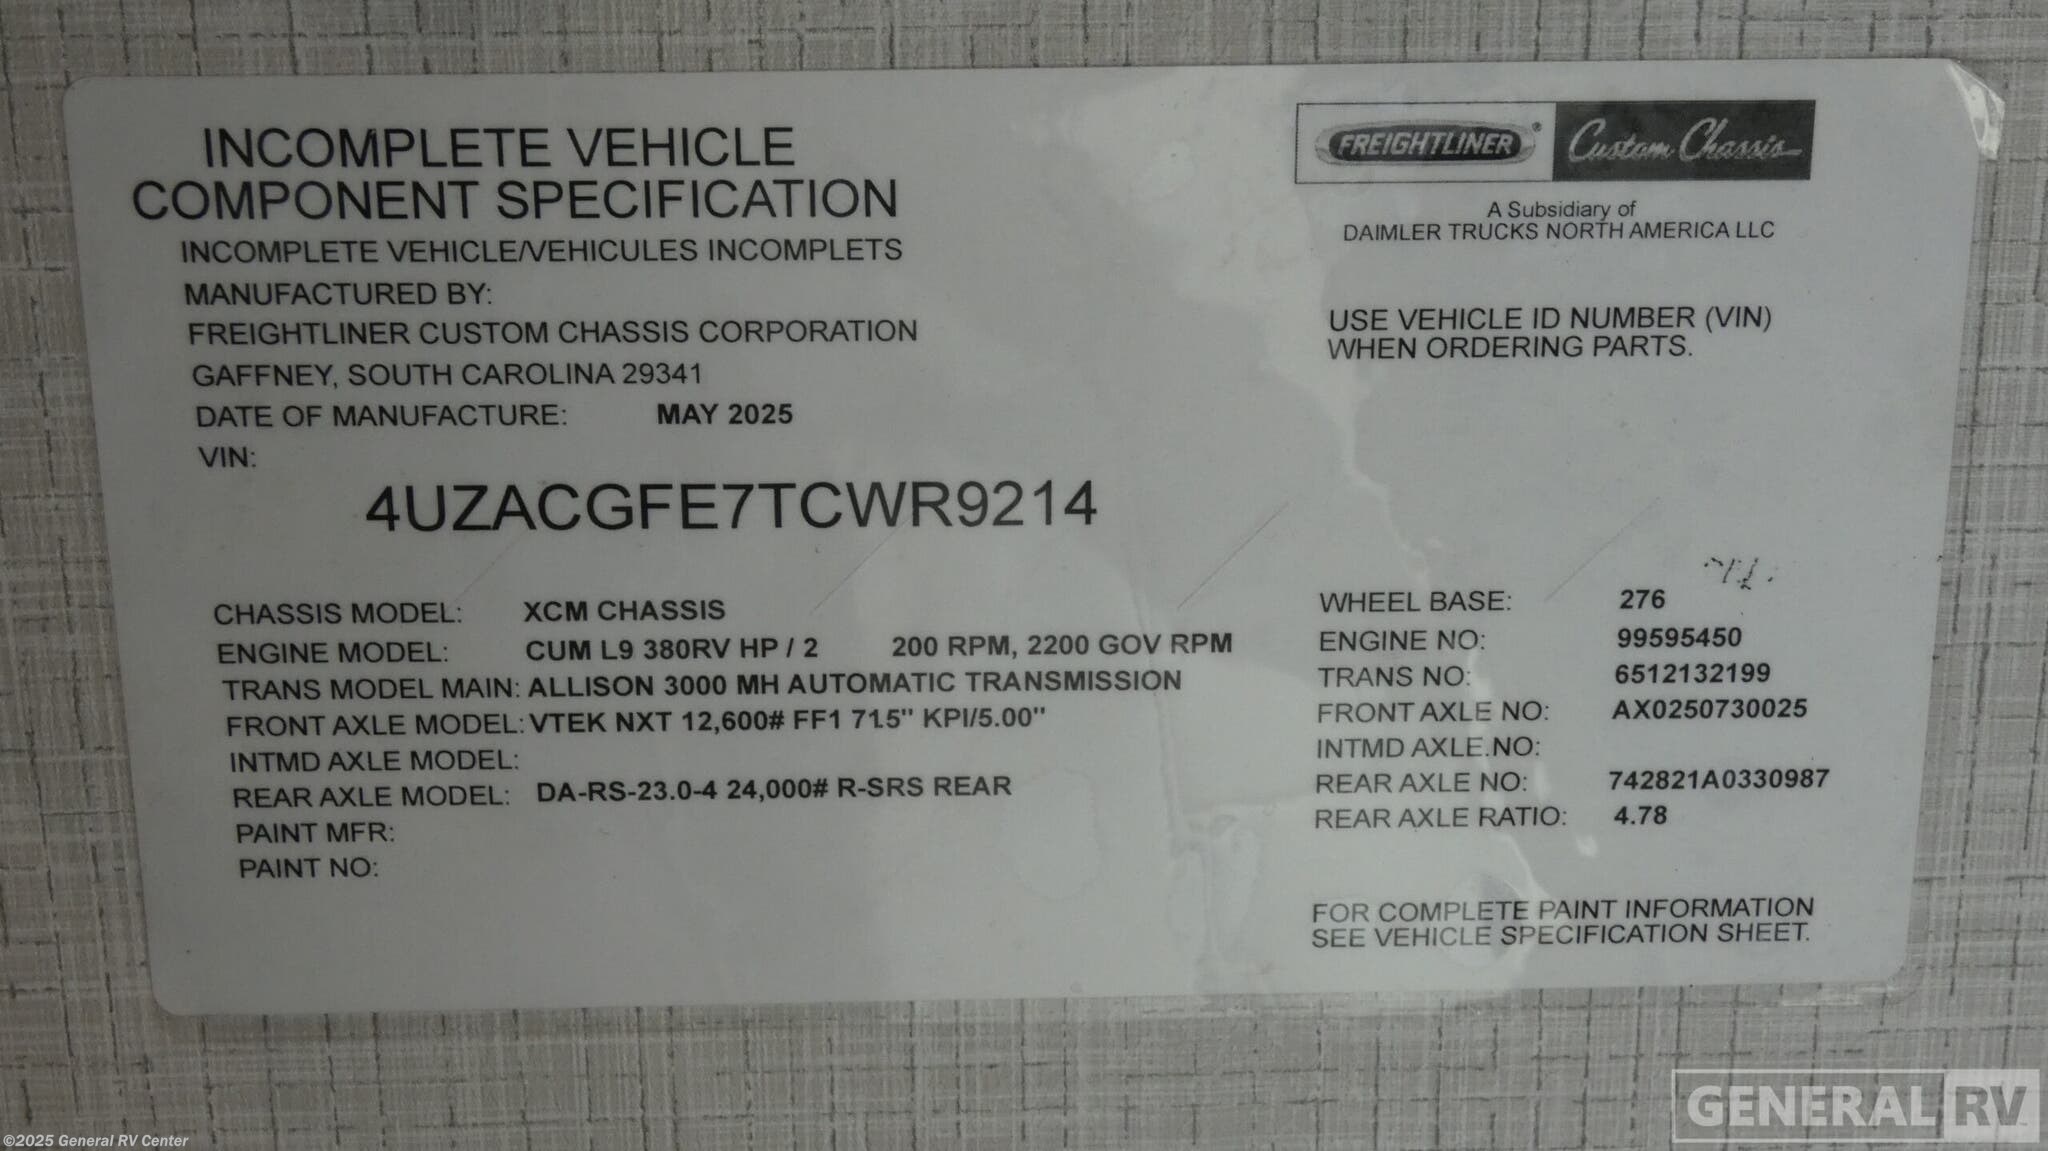 INCOMPLETE VEHICLE
COMPONENT SPECIFICATION
INCOMPLETE VEHICLE/VEHICULES INCOMPLETS
MANUFACTURED BY:
FREIGHTLINER CUSTOM CHASSIS CORPORATION
GAFFNEY, SOUTH CAROLINA 29341
DATE OF MANUFACTURE: MAY 2025
VIN:
4UZACGFE7TCWR9214
FREIGHTLINER® Custom Chassis
A Subsidiary of
DAIMLER TRUCKS NORTH AMERICA LLC
USE VEHICLE ID NUMBER (VIN)
WHEN ORDERING PARTS.
CHASSIS MODEL: XCM CHASSIS
ENGINE MODEL: CUM L9 380RV HP / 2 200 RPM, 2200 GOV RPM
TRANS MODEL MAIN: ALLISON 3000 MH AUTOMATIC TRANSMISSION
FRONT AXLE MODEL: VTEK NXT 12,600# FF1 71.5" KPI/5.00"
INTMD AXLE MODEL:
REAR AXLE MODEL: DA-RS-23.0-4 24,000# R-SRS REAR
PAINT MFR:
PAINT NO:
WHEEL BASE: 276
ENGINE NO: 99595450
TRANS NO: 6512132199
FRONT AXLE NO: AX0250730025
INTMD AXLE NO:
REAR AXLE NO: 742821A0330987
REAR AXLE RATIO: 4.78
FOR COMPLETE PAINT INFORMATION
SEE VEHICLE SPECIFICATION SHEET.
GENERAL RV
©2025 General RV Center